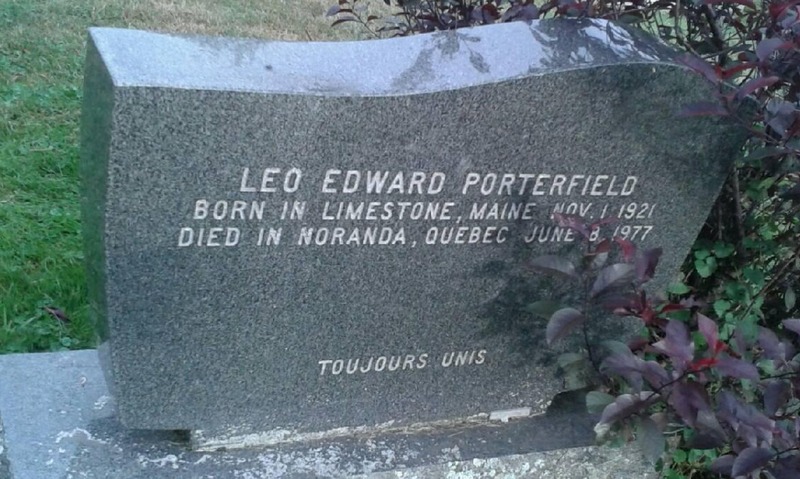 LEO EDWARD PORTERFIELD
BORN IN LIMESTONE, MAINE NOV. 1, 1921
DIED IN NORANDA, QUEBEC JUNE 8, 1977
TOUJOURS UNIS